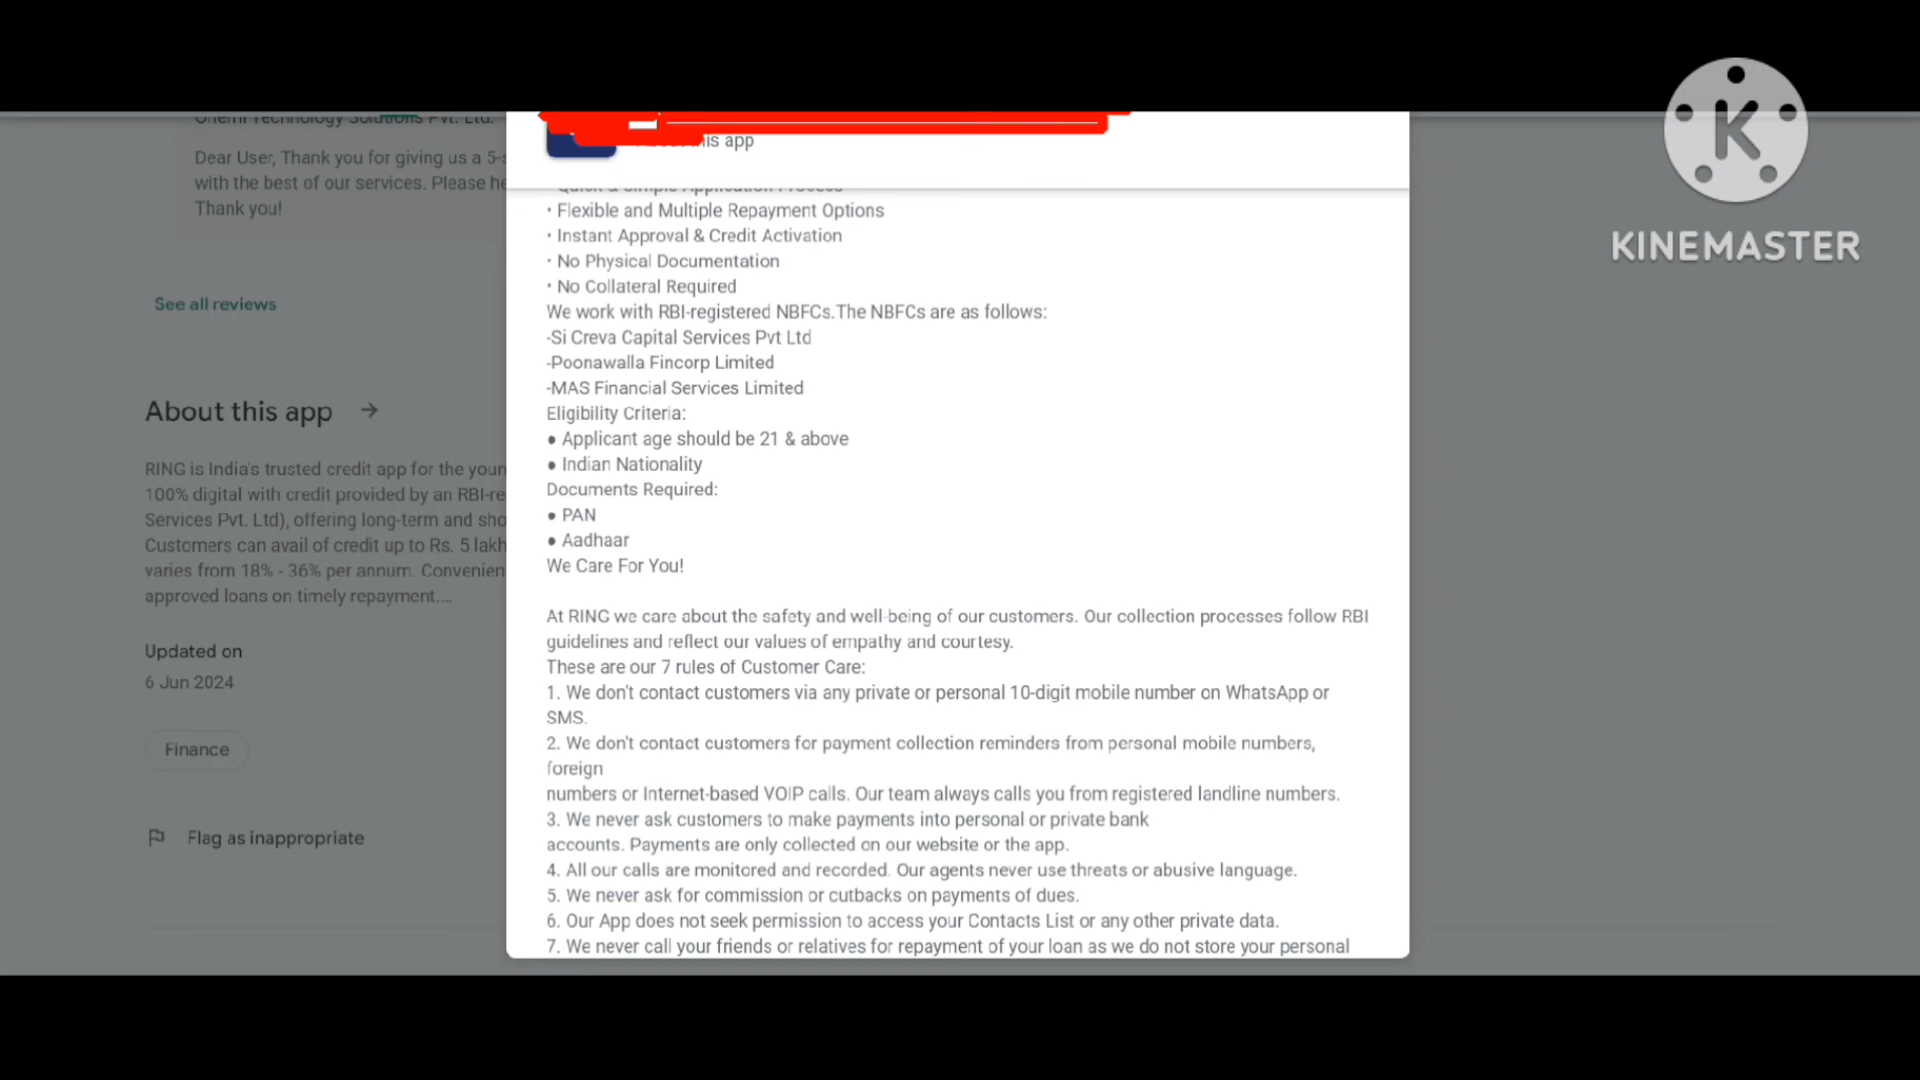 Onemi Technology Solutions Pvt. Ltd.
Dear User, Thank you for giving us a 5-s
with the best of our services. Please he
Thank you!
See all reviews
About this app
RING is India's trusted credit app for the youn
100% digital with credit provided by an RBI-re
Services Pvt. Ltd), offering long-term and sho
Customers can avail of credit up to Rs. 5 lakh
varies from 18% - 36% per annum. Convenien
approved loans on timely repayment....
Updated on
6 Jun 2024
Finance
Flag as inappropriate
this app
Quick & Simple Application Process
• Flexible and Multiple Repayment Options
• Instant Approval & Credit Activation
• No Physical Documentation
• No Collateral Required
We work with RBI-registered NBFCs.The NBFCs are as follows:
-Si Creva Capital Services Pvt Ltd
-Poonawalla Fincorp Limited
-MAS Financial Services Limited
Eligibility Criteria:
● Applicant age should be 21 & above
● Indian Nationality
Documents Required:
● PAN
● Aadhaar
We Care For You!
At RING we care about the safety and well-being of our customers. Our collection processes follow RBI
guidelines and reflect our values of empathy and courtesy.
These are our 7 rules of Customer Care:
1. We don't contact customers via any private or personal 10-digit mobile number on WhatsApp or
SMS.
2. We don't contact customers for payment collection reminders from personal mobile numbers,
foreign
numbers or Internet-based VOIP calls. Our team always calls you from registered landline numbers.
3. We never ask customers to make payments into personal or private bank
accounts. Payments are only collected on our website or the app.
4. All our calls are monitored and recorded. Our agents never use threats or abusive language.
5. We never ask for commission or cutbacks on payments of dues.
6. Our App does not seek permission to access your Contacts List or any other private data.
7. We never call your friends or relatives for repayment of your loan as we do not store your personal
K
KINEMASTER